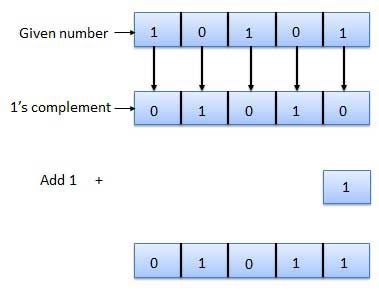 Given number 1 0 1 0 1
1's complement 0 1 0 1 0
Add 1 + 1
0 1 0 1 1